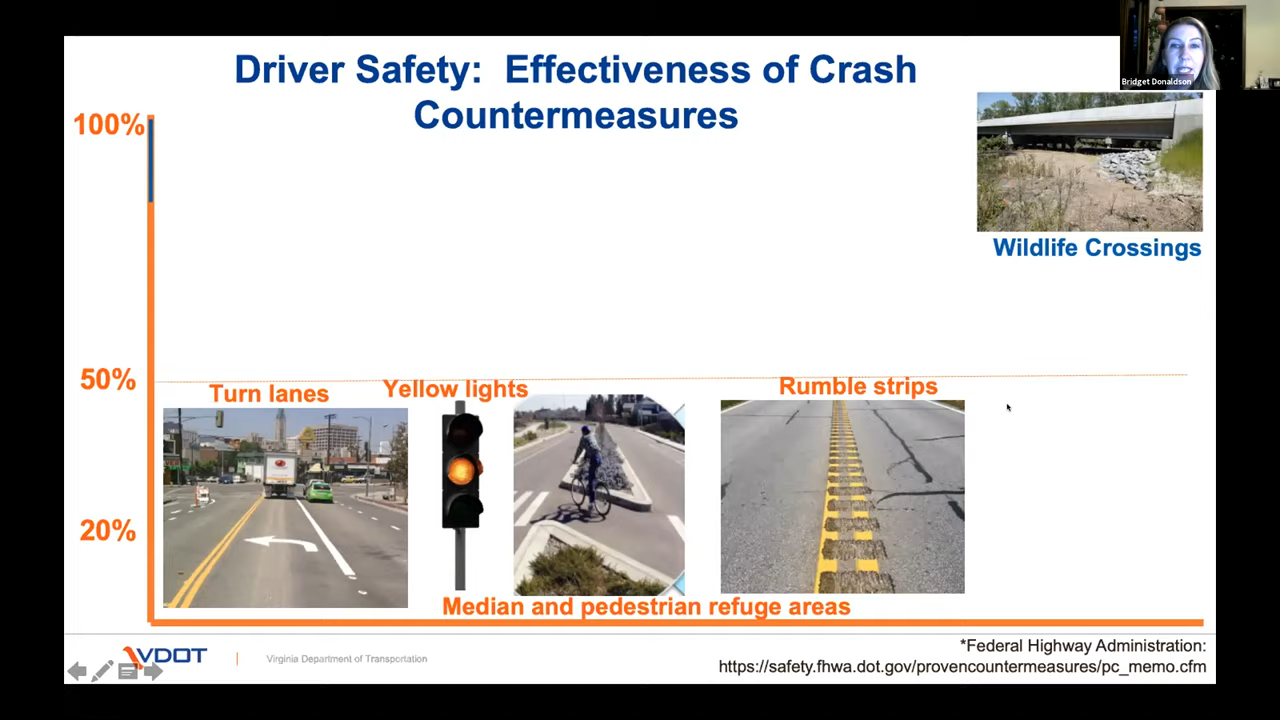 Driver Safety: Effectiveness of Crash
Countermeasures
Bridget Donaldson
100%
Wildlife Crossings
50%
Turn lanes
Yellow lights
Rumble strips
20%
Median and pedestrian refuge areas
VDOT
Virginia Department of Transportation
*Federal Highway Administration:
https://safety.fhwa.dot.gov/provencountermeasures/pc_memo.cfm